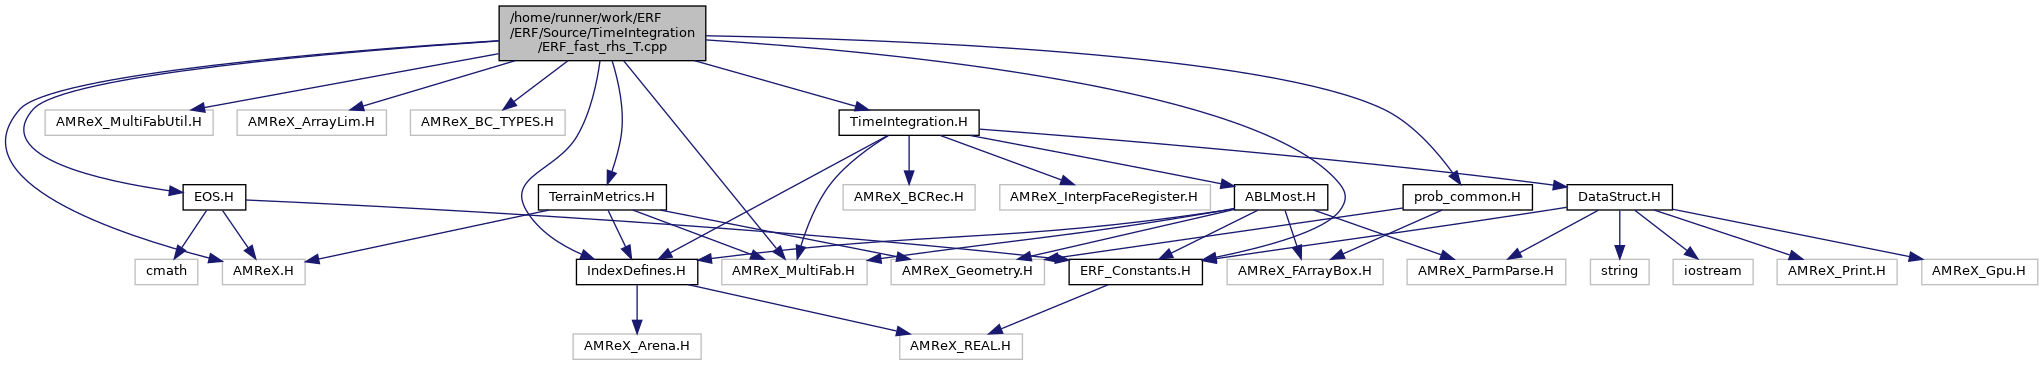 /home/runner/work/ERF
/ERF/Source/TimeIntegration
/ERF_fast_rhs_T.cpp
AMReX_MultiFabUtil.H
AMReX_ArrayLim.H
AMReX_BC_TYPES.H
TimeIntegration.H
EOS.H
TerrainMetrics.H
AMReX_BCRec.H
AMReX_InterpFaceRegister.H
ABLMost.H
prob_common.H
DataStruct.H
cmath
AMReX.H
IndexDefines.H
AMReX_MultiFab.H
AMReX_Geometry.H
ERF_Constants.H
AMReX_FArrayBox.H
AMReX_ParmParse.H
string
iostream
AMReX_Print.H
AMReX_Gpu.H
AMReX_Arena.H
AMReX_REAL.H